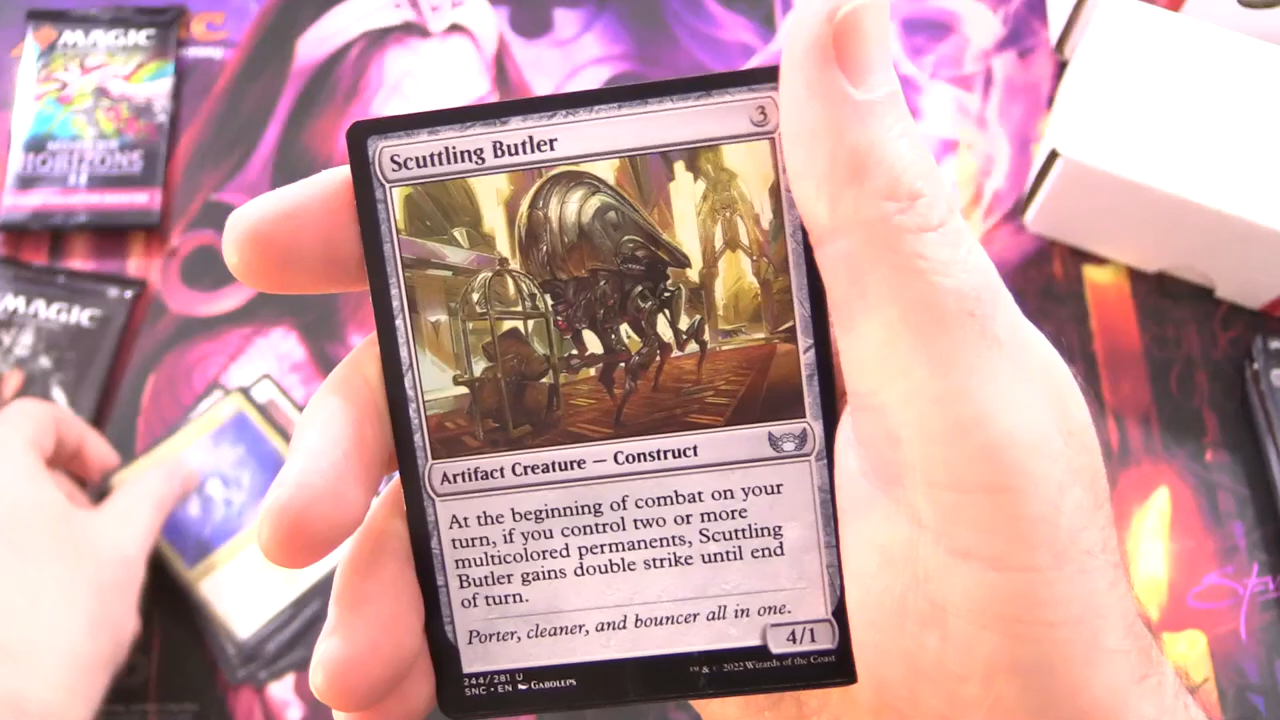 MAGIC
HORIZONS
MAGIC
Scuttling Butler
3
Artifact Creature — Construct
At the beginning of combat on your
turn, if you control two or more
multicolored permanents, Scuttling
Butler gains double strike until end
of turn.
Porter, cleaner, and bouncer all in one.
4/1
244/281 U
SNC • EN GABOLEPS
™ & © 2022 Wizards of the Coast